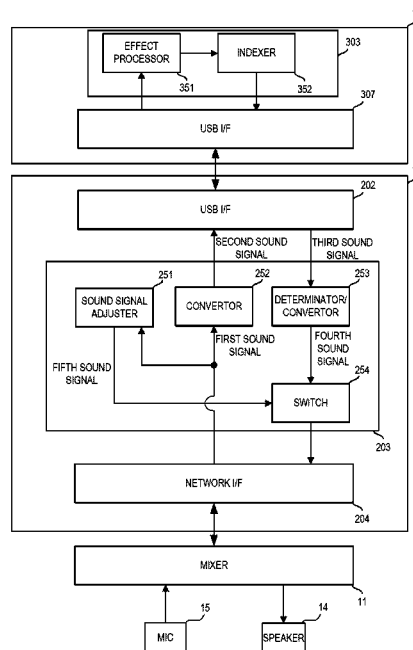 EFFECT
PROCESSOR
INDEXER
303
351
352
307
USB I/F
202
USB I/F
SECOND SOUND
SIGNAL
THIRD SOUND
SIGNAL
251
252
253
SOUND SIGNAL
ADJUSTER
CONVERTOR
DETERMINATOR/
CONVERTOR
FIRST SOUND
SIGNAL
FOURTH
SOUND
SIGNAL
FIFTH SOUND
SIGNAL
254
SWITCH
203
NETWORK I/F
204
MIXER
11
15
14
MIC
SPEAKER